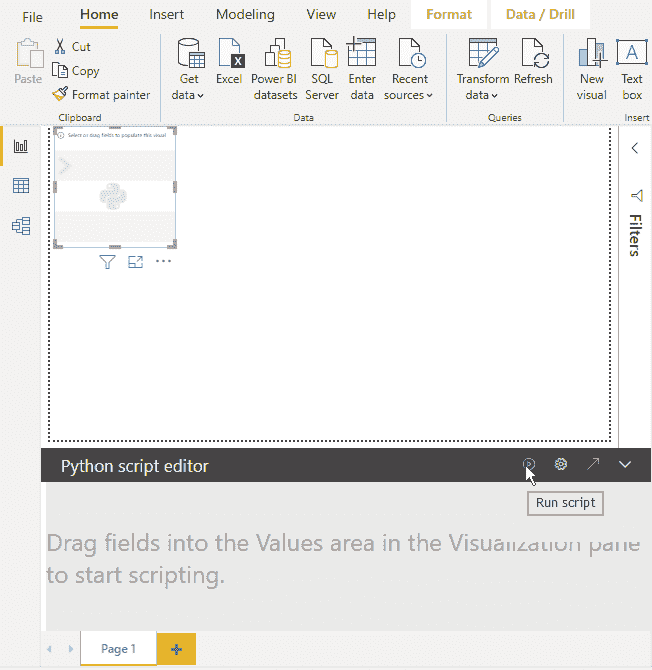 File Home Insert Modeling View Help Format Data / Drill
Paste
Cut
Copy
Format painter
Clipboard
Get data
Excel
Power BI datasets
SQL Server
Enter data
Recent sources
Data
Transform data
Refresh
Queries
New visual
Text box
Insert
Select or drag fields to populate this visual
Filters
Python script editor
Run script
Drag fields into the Values area in the Visualization pane
to start scripting.
Page 1